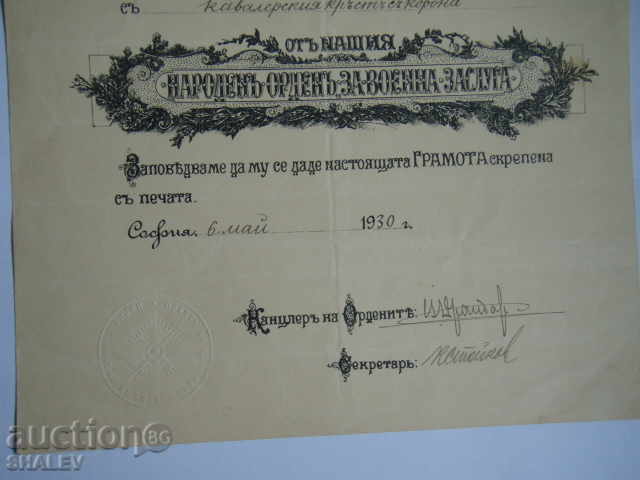 съ Кавалерския кръстъ съ корона
отъ нашия
НАРОДЕНЪ·ОРДЕНЪ·ЗА·ВОЕННА·ЗАСЛУГА
Заповѣдваме да му се даде настоящата ГРАМОТА скрепена
съ печата.
София, 6 май 1930 г.
Канцлеръ на Ордените:
Секретарь:
auction BG
SHALEV